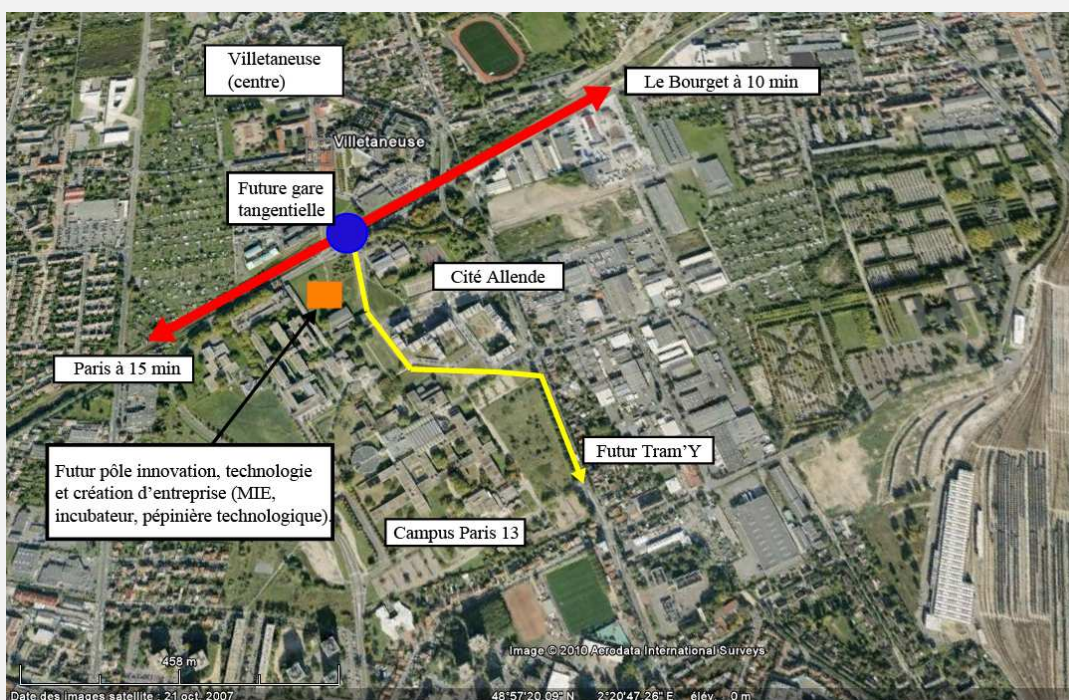 Villetaneuse
(centre)
Le Bourget à 10 min
Villetaneuse
Future gare
tangentielle
Cité Allende
Paris à 15 min
Futur Tram'Y
Futur pôle innovation, technologie
et création d'entreprise (MIE,
incubateur, pépinière technologique).
Campus Paris 13
Image © 2010 Aerodata International Surveys
458 m
Date des images satellite : 21 oct. 2007
48°57'20.09" N 2°20'47.26" E élév. 0 m